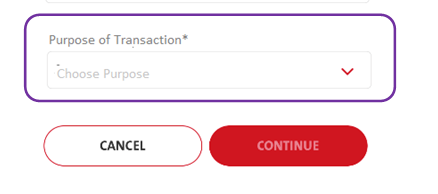 Purpose of Transaction*
Choose Purpose
CANCEL
CONTINUE